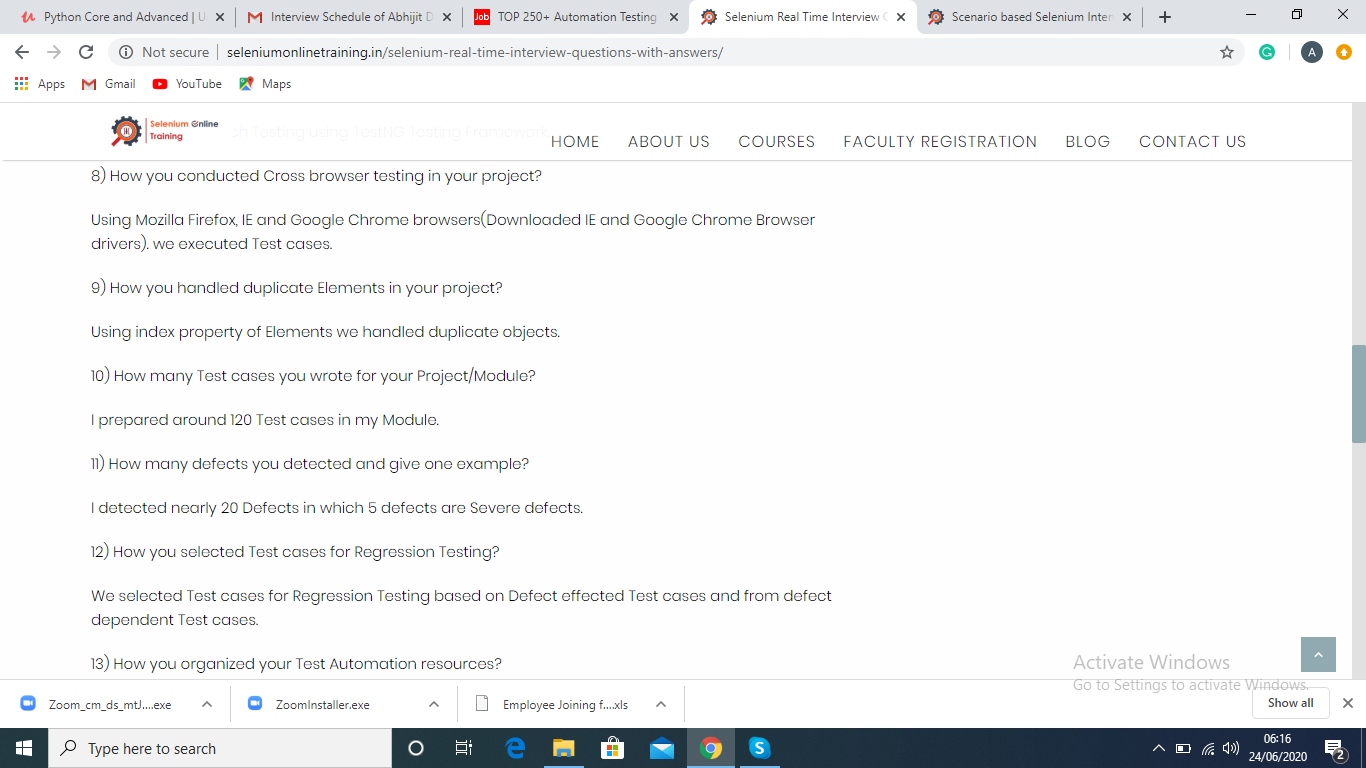 Python Core and Advanced | U
Interview Schedule of Abhijit D
Job
TOP 250+ Automation Testing
Selenium Real Time Interview
Scenario based Selenium Inter
Not secure
seleniumonlinetraining.in/selenium-real-time-interview-questions-with-answers/
A
Apps
Gmail
YouTube
Maps
Selenium Online
Training
Testing using TestNG Testing Framework
HOME
ABOUT US
COURSES
FACULTY REGISTRATION
BLOG
CONTACT US
8) How you conducted Cross browser testing in your project?
Using Mozilla Firefox, IE and Google Chrome browsers(Downloaded IE and Google Chrome Browser
drivers). we executed Test cases.
9) How you handled duplicate Elements in your project?
Using index property of Elements we handled duplicate objects.
10) How many Test cases you wrote for your Project/Module?
I prepared around 120 Test cases in my Module.
11) How many defects you detected and give one example?
I detected nearly 20 Defects in which 5 defects are Severe defects.
12) How you selected Test cases for Regression Testing?
We selected Test cases for Regression Testing based on Defect effected Test cases and from defect
dependent Test cases.
13) How you organized your Test Automation resources?
Activate Windows
Go to Settings to activate Windows.
Zoom_cm_ds_mtJ....exe
ZoomInstaller.exe
Employee Joining f....xls
Show all
Type here to search
06:16
24/06/2020
2